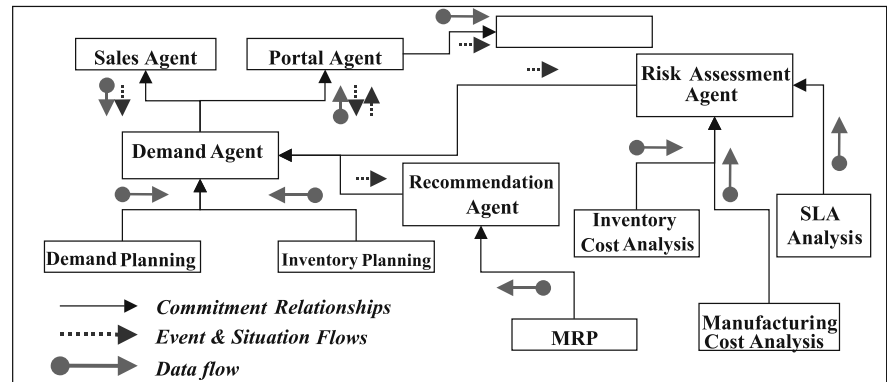 Sales Agent
Portal Agent
Risk Assessment
Agent
Demand Agent
Recommendation
Agent
Inventory
Cost Analysis
SLA
Analysis
Demand Planning
Inventory Planning
MRP
Manufacturing
Cost Analysis
Commitment Relationships
Event & Situation Flows
Data flow